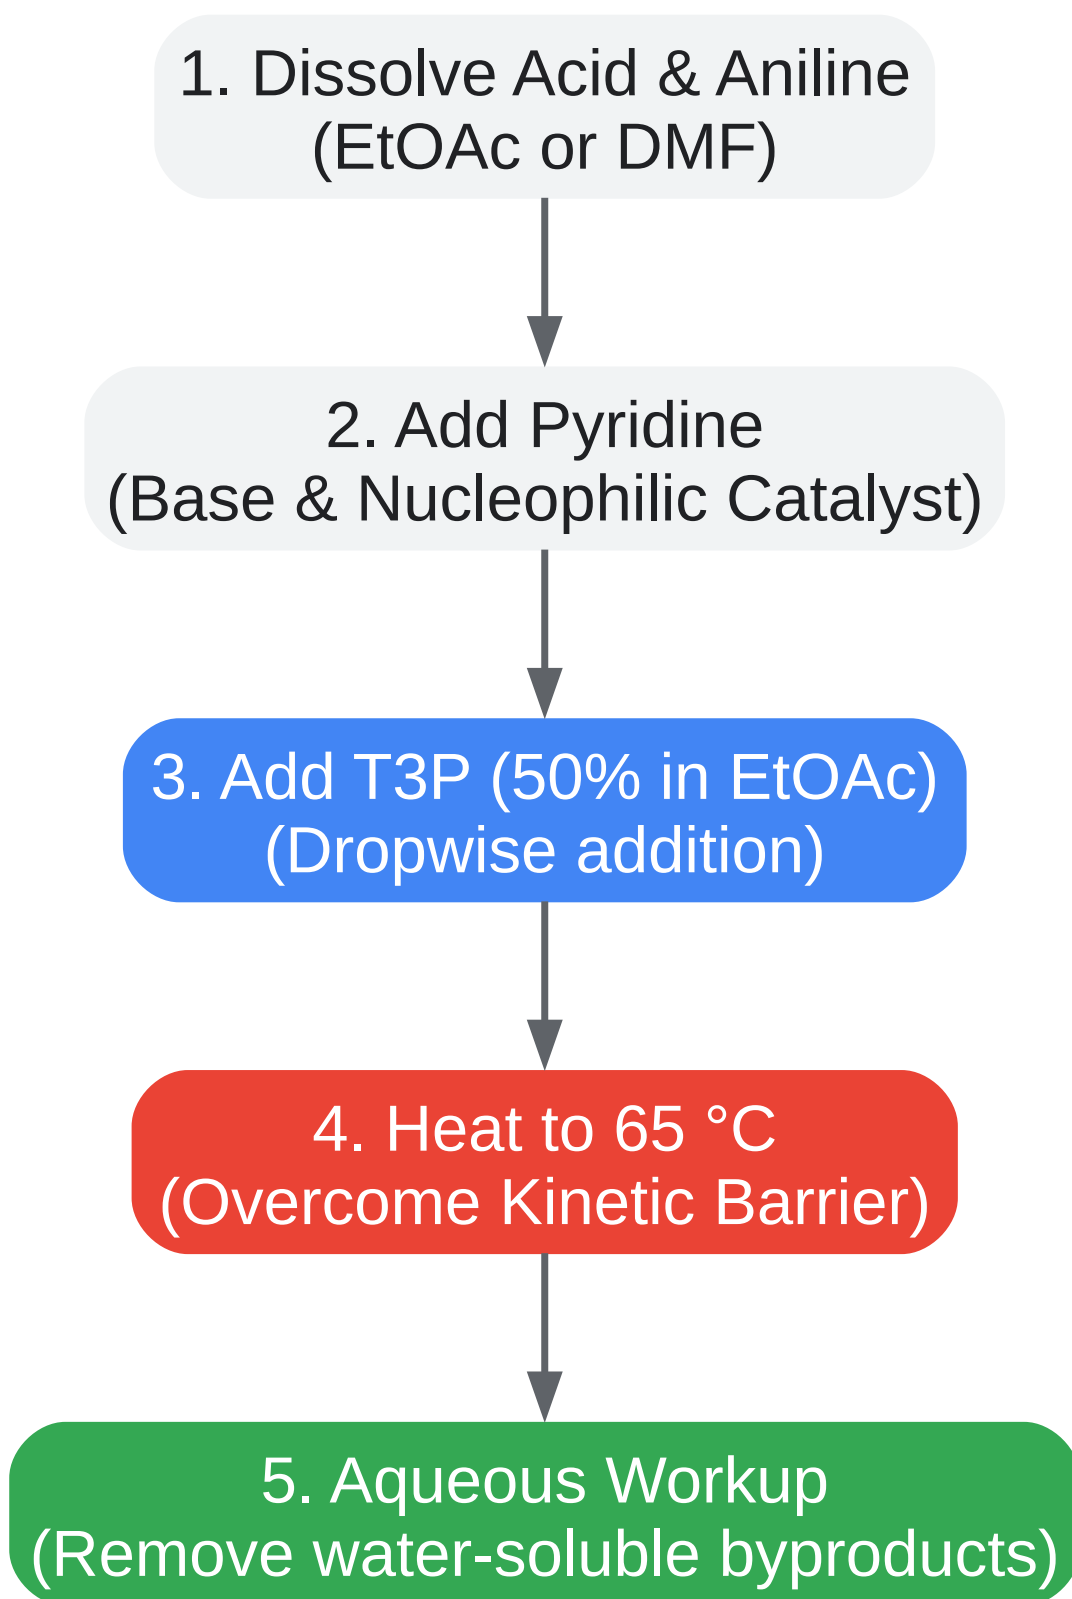 1. Dissolve Acid & Aniline
(EtOAc or DMF)
2. Add Pyridine
(Base & Nucleophilic Catalyst)
3. Add T3P (50% in EtOAc)
(Dropwise addition)
4. Heat to 65 °C
(Overcome Kinetic Barrier)
5. Aqueous Workup
(Remove water-soluble byproducts)